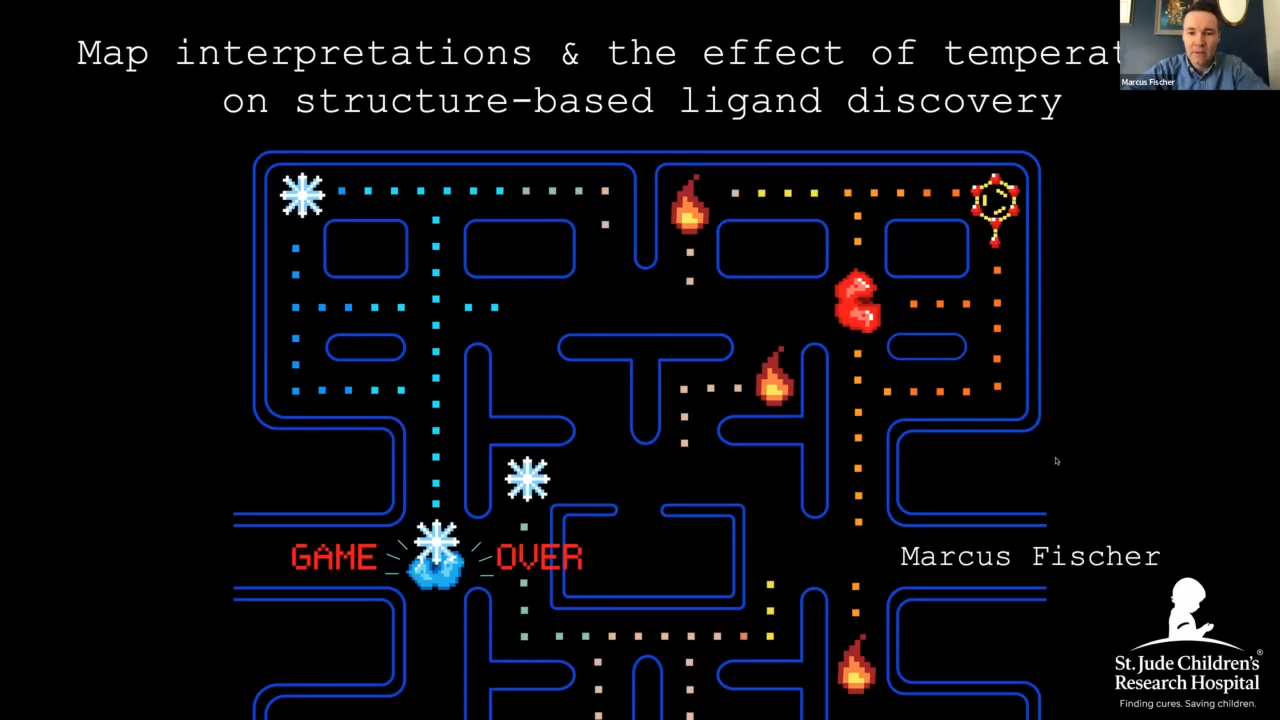 Map interpretations & the effect of temperat
on structure-based ligand discovery
Marcus Fischer
GAME OVER
Marcus Fischer
St. Jude Children's®
Research Hospital
Finding cures. Saving children.